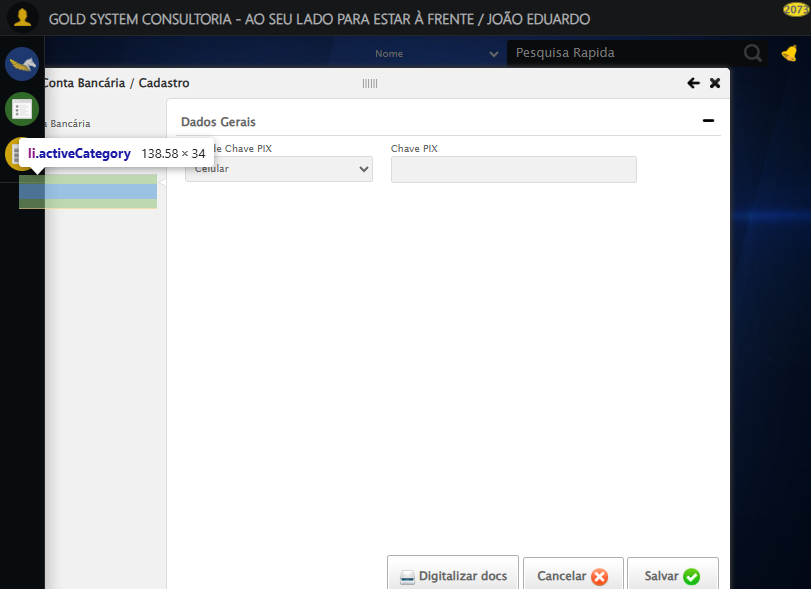 GOLD SYSTEM CONSULTORIA - AO SEU LADO PARA ESTAR À FRENTE / JOÃO EDUARDO
2073
Nome
Pesquisa Rapida
Conta Bancária / Cadastro
Bancária
Dados Gerais
li.activeCategory 138.58 × 34
de Chave PIX
Chave PIX
Celular
Digitalizar docs
Cancelar
Salvar